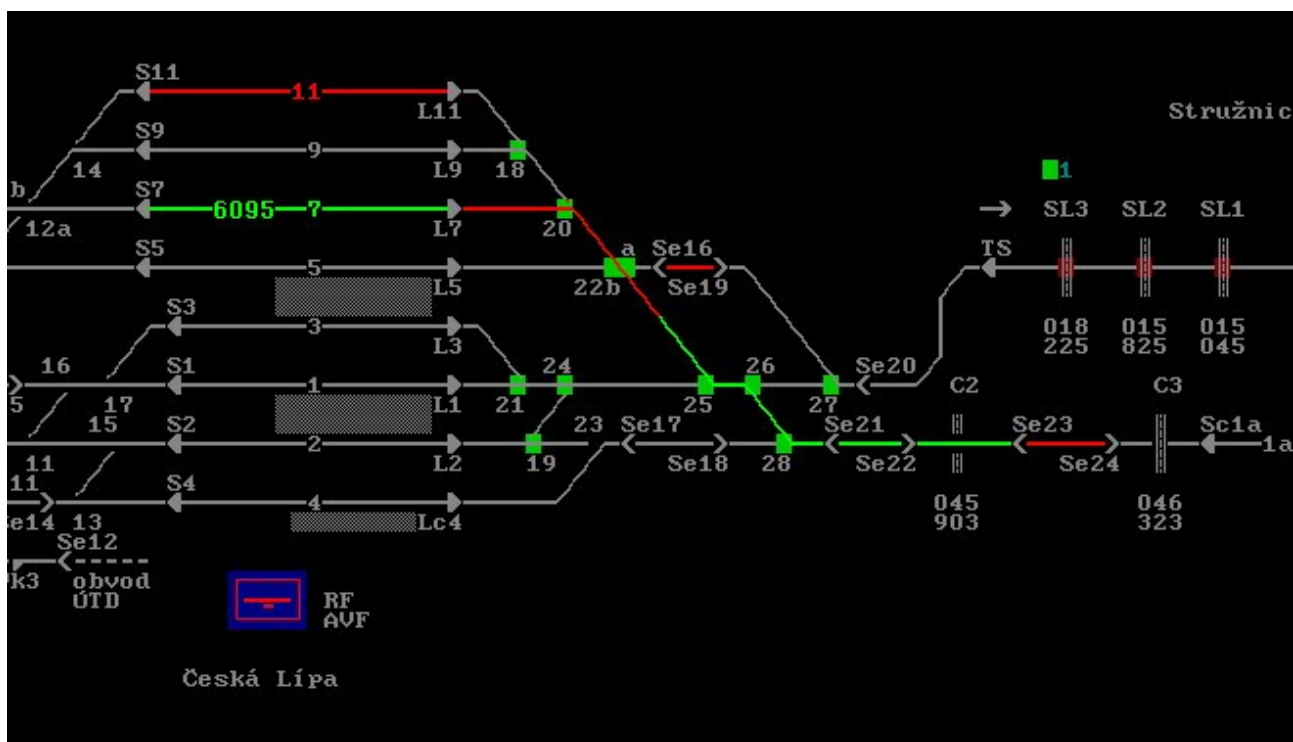 S11
11
L11
Stružnic
S9
9
14
L9
18
1
b
S7
6095
7
SL3
SL2
SL1
12a
L7
20
a
Se16
TS
S5
5
L5
22b
Se19
S3
3
L3
018
015
015
225
825
045
16
24
26
Se20
S1
1
C2
C3
5
17
L1
21
25
27
15
23
Se17
Se21
Se23
Sc1a
S2
2
1a
11
L2
19
Se18
28
Se22
Se24
11
S4
4
045
046
Se14
13
Lc4
903
323
Se12
k3
obvod
ÚTD
RF
AVF
Česká Lípa